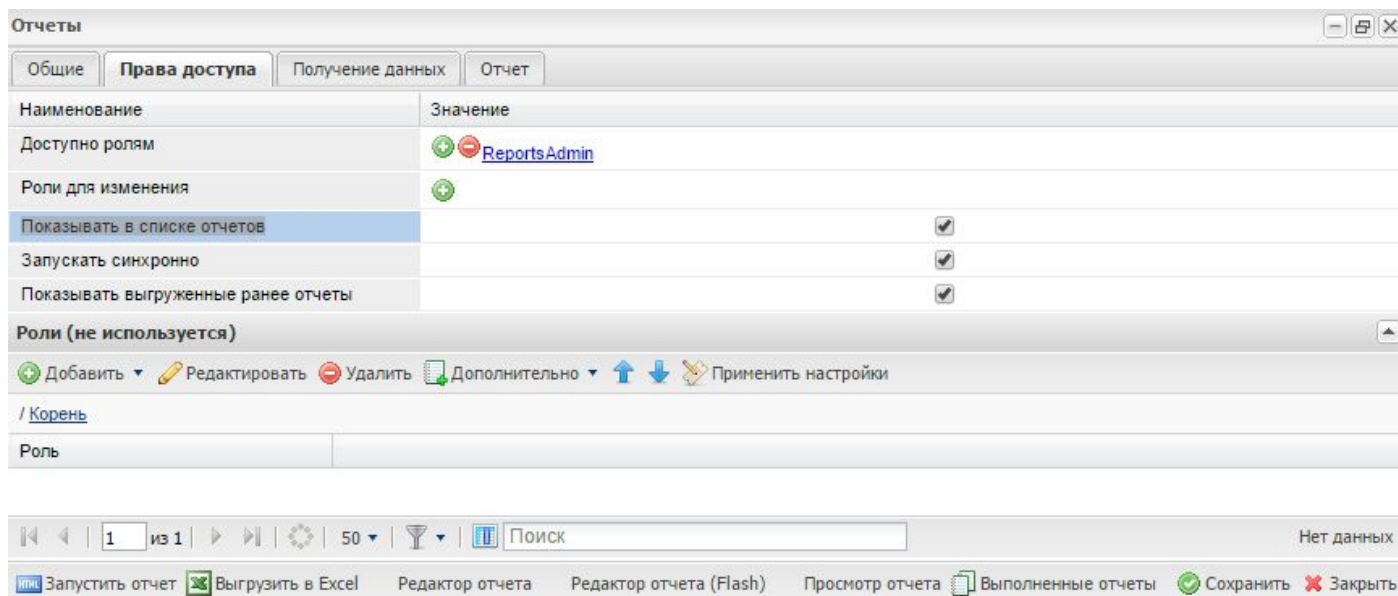 Отчеты
Общие Права доступа Получение данных Отчет
Наименование Значение
Доступно ролям ReportsAdmin
Роли для изменения
Показывать в списке отчетов
Запускать синхронно
Показывать выгруженные ранее отчеты
Роли (не используется)
Добавить Редактировать Удалить Дополнительно Применить настройки
/ Корень
Роль
1 из 1 50 Поиск Нет данных
HTML Запустить отчет Выгрузить в Excel Редактор отчета Редактор отчета (Flash) Просмотр отчета Выполненные отчеты Сохранить Закрыть